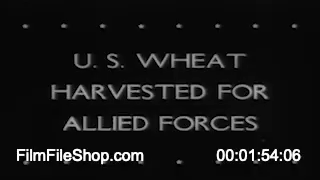 U. S. WHEAT
HARVESTED FOR
ALLIED FORCES
FilmFileShop.com 00:01:54:06